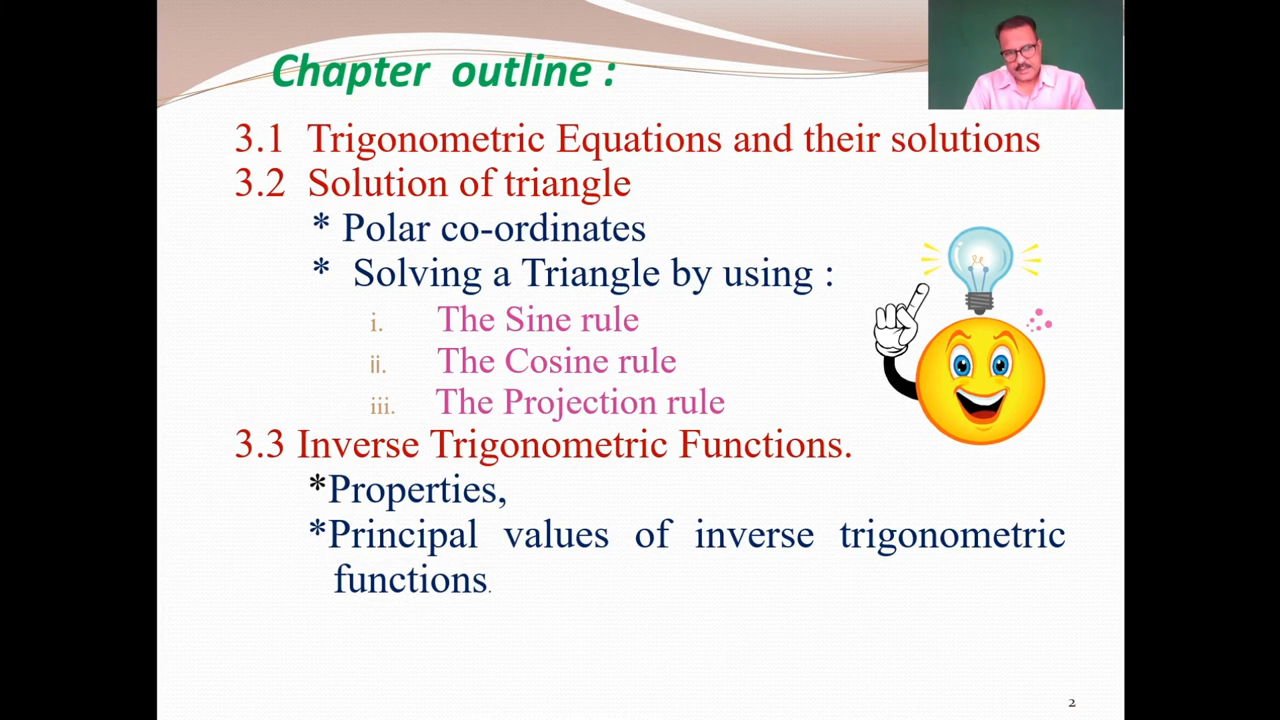 Chapter outline :
3.1 Trigonometric Equations and their solutions
3.2 Solution of triangle
* Polar co-ordinates
* Solving a Triangle by using :
i. The Sine rule
ii. The Cosine rule
iii. The Projection rule
3.3 Inverse Trigonometric Functions.
*Properties,
*Principal values of inverse trigonometric
functions.
2